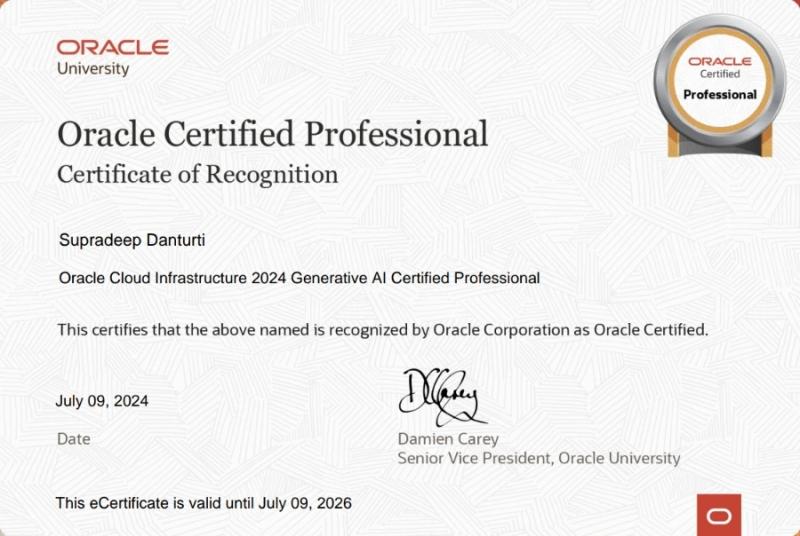 ORACLE
University
ORACLE
Certified
Professional
Oracle Certified Professional
Certificate of Recognition
Supradeep Danturti
Oracle Cloud Infrastructure 2024 Generative AI Certified Professional
This certifies that the above named is recognized by Oracle Corporation as Oracle Certified.
DCarey
July 09, 2024
Date
Damien Carey
Senior Vice President, Oracle University
This eCertificate is valid until July 09, 2026